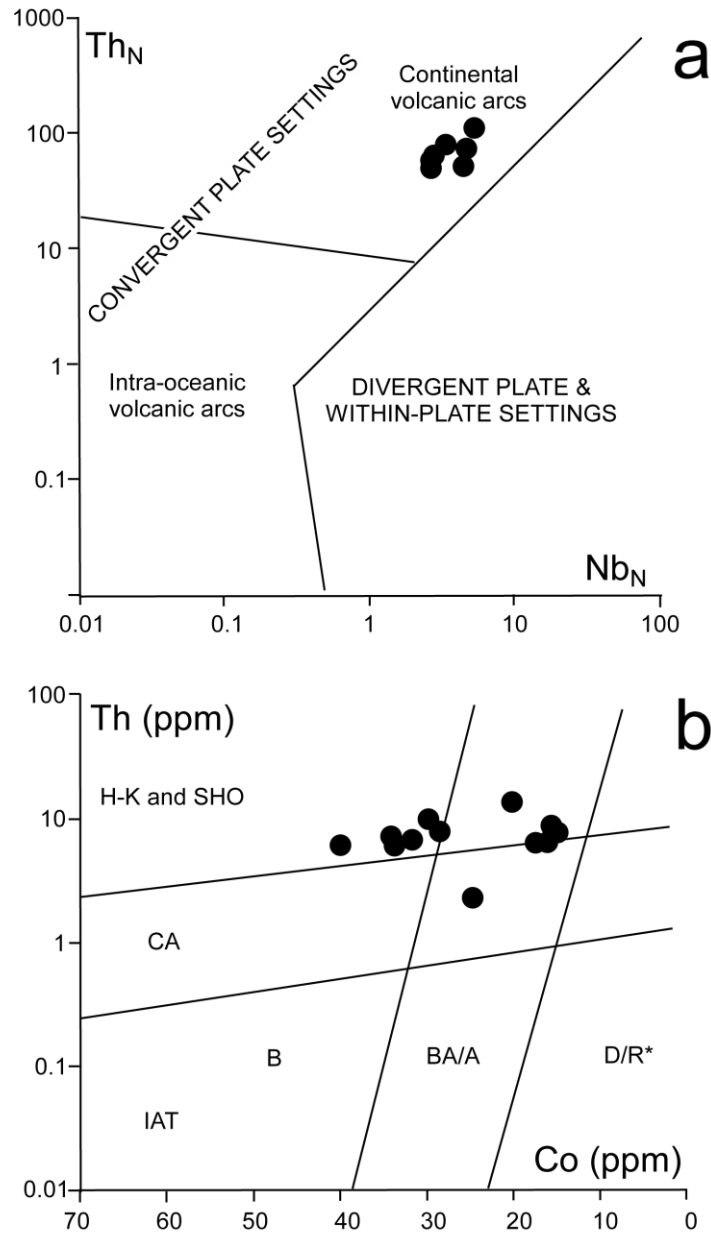 1000
Th_N
a
Continental
volcanic arcs
CONVERGENT PLATE SETTINGS
100
10
1
Intra-oceanic
volcanic arcs
DIVERGENT PLATE &
WITHIN-PLATE SETTINGS
0.1
Nb_N
0.01
0.1
1
10
100
100
Th (ppm)
b
H-K and SHO
10
CA
1
B
BA/A
D/R*
0.1
IAT
Co (ppm)
0.01
70
60
50
40
30
20
10
0